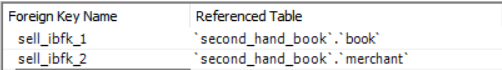 Foreign Key Name Referenced Table
sell_ibfk_1 `second_hand_book`.`book`
sell_ibfk_2 `second_hand_book`.`merchant`